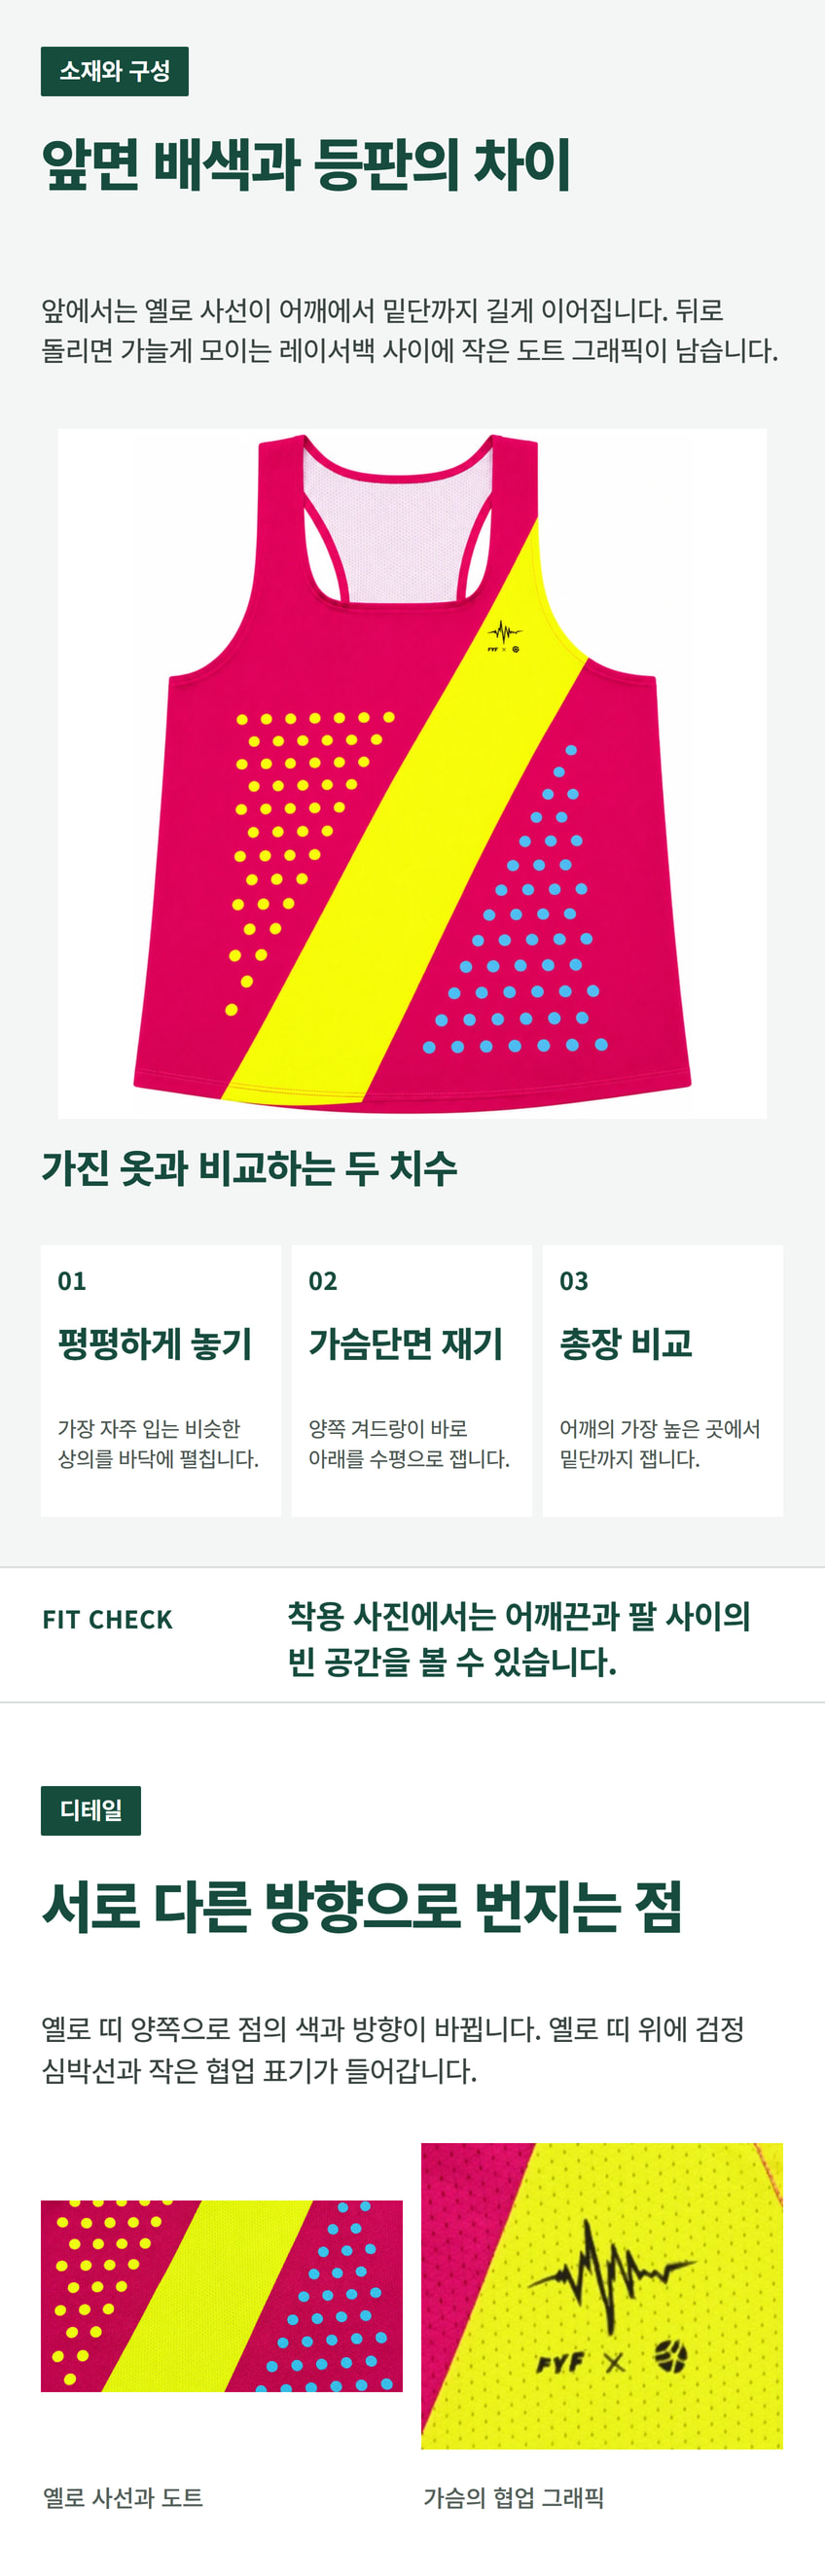 소재와 구성
앞면 배색과 등판의 차이
앞에서는 옐로 사선이 어깨에서 밑단까지 길게 이어집니다. 뒤로
돌리면 가늘게 모이는 레이서백 사이에 작은 도트 그래픽이 남습니다.
FYF ×
가진 옷과 비교하는 두 치수
01
평평하게 놓기
가장 자주 입는 비슷한
상의를 바닥에 펼칩니다.
02
가슴단면 재기
양쪽 겨드랑이 바로
아래를 수평으로 잽니다.
03
총장 비교
어깨의 가장 높은 곳에서
밑단까지 잽니다.
FIT CHECK
착용 사진에서는 어깨끈과 팔 사이의
빈 공간을 볼 수 있습니다.
디테일
서로 다른 방향으로 번지는 점
옐로 띠 양쪽으로 점의 색과 방향이 바뀝니다. 옐로 띠 위에 검정
심박선과 작은 협업 표기가 들어갑니다.
FYF ×
옐로 사선과 도트
가슴의 협업 그래픽